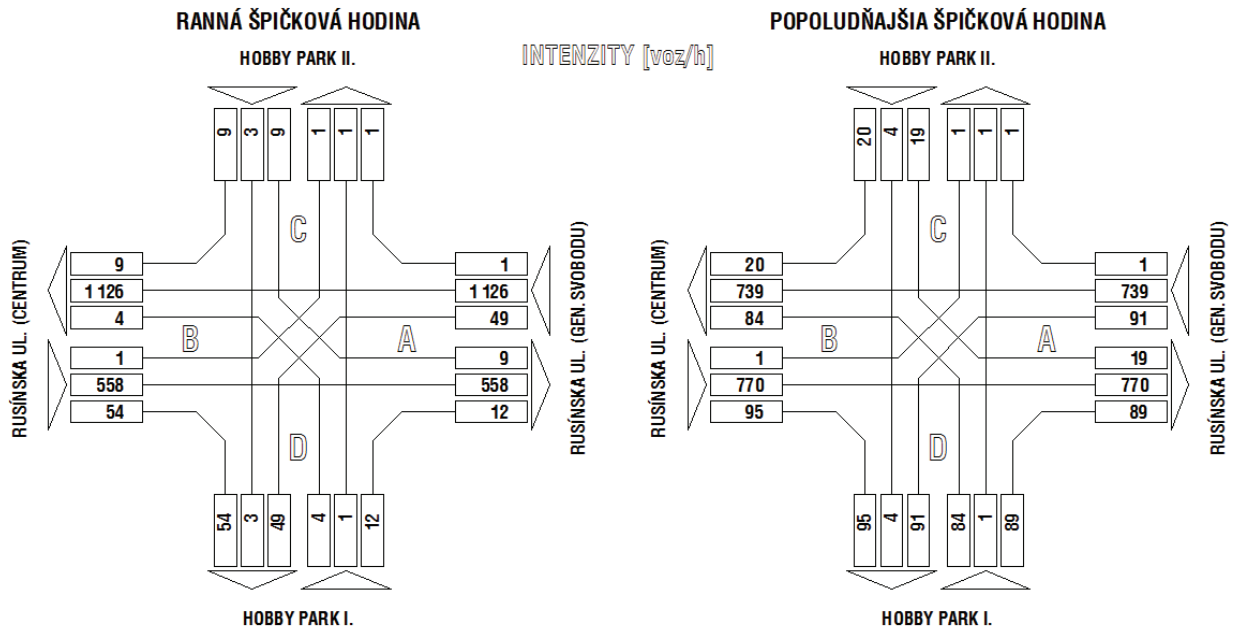 RANNÁ ŠPIČKOVÁ HODINA
HOBBY PARK II.
9 3 9 1 1 1
C
RUSÍNSKA UL. (CENTRUM)
9 1
1 126 1 126
4 49
B A
1 9
558 558
54 12
RUSÍNSKA UL. (GEN. SVOBODU)
D
54 3 49 4 1 12
HOBBY PARK I.
INTENZITY [voz/h]
POPOLUDŇAJŠIA ŠPIČKOVÁ HODINA
HOBBY PARK II.
20 4 19 1 1 1
C
RUSÍNSKA UL. (CENTRUM)
20 1
739 739
84 91
B A
1 19
770 770
95 89
RUSÍNSKA UL. (GEN. SVOBODU)
D
95 4 91 84 1 89
HOBBY PARK I.